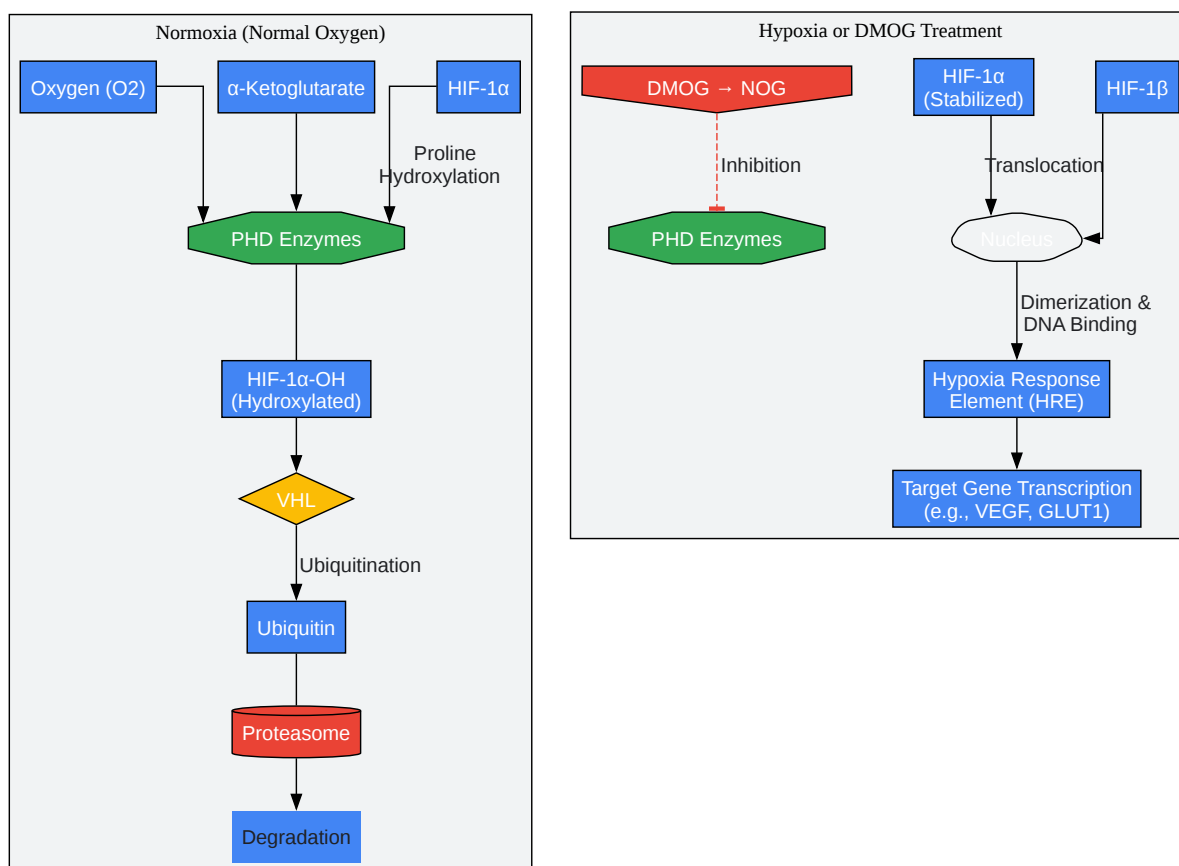 Normoxia (Normal Oxygen)
Oxygen (O2)
α-Ketoglutarate
HIF-1α
Proline
Hydroxylation
PHD Enzymes
HIF-1α-OH
(Hydroxylated)
VHL
Ubiquitination
Ubiquitin
Proteasome
Degradation
Hypoxia or DMOG Treatment
DMOG → NOG
HIF-1α
(Stabilized)
HIF-1β
Inhibition
Translocation
PHD Enzymes
Nucleus
Dimerization &
DNA Binding
Hypoxia Response
Element (HRE)
Target Gene Transcription
(e.g., VEGF, GLUT1)